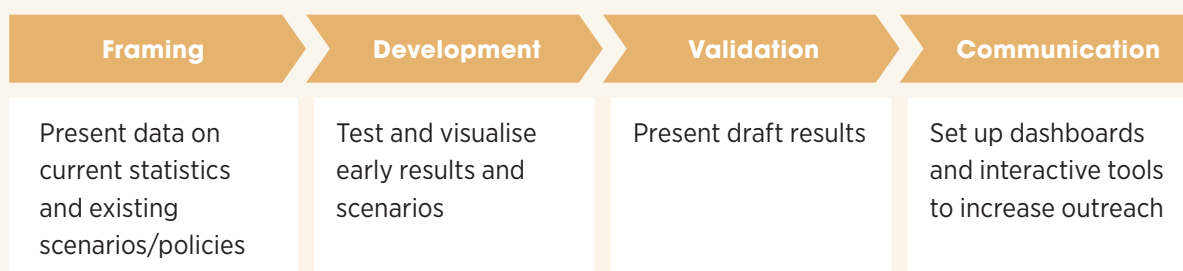 Framing
Development
Validation
Communication
Present data on
current statistics
and existing
scenarios/policies
Test and visualise
early results and
scenarios
Present draft results
Set up dashboards
and interactive tools
to increase outreach